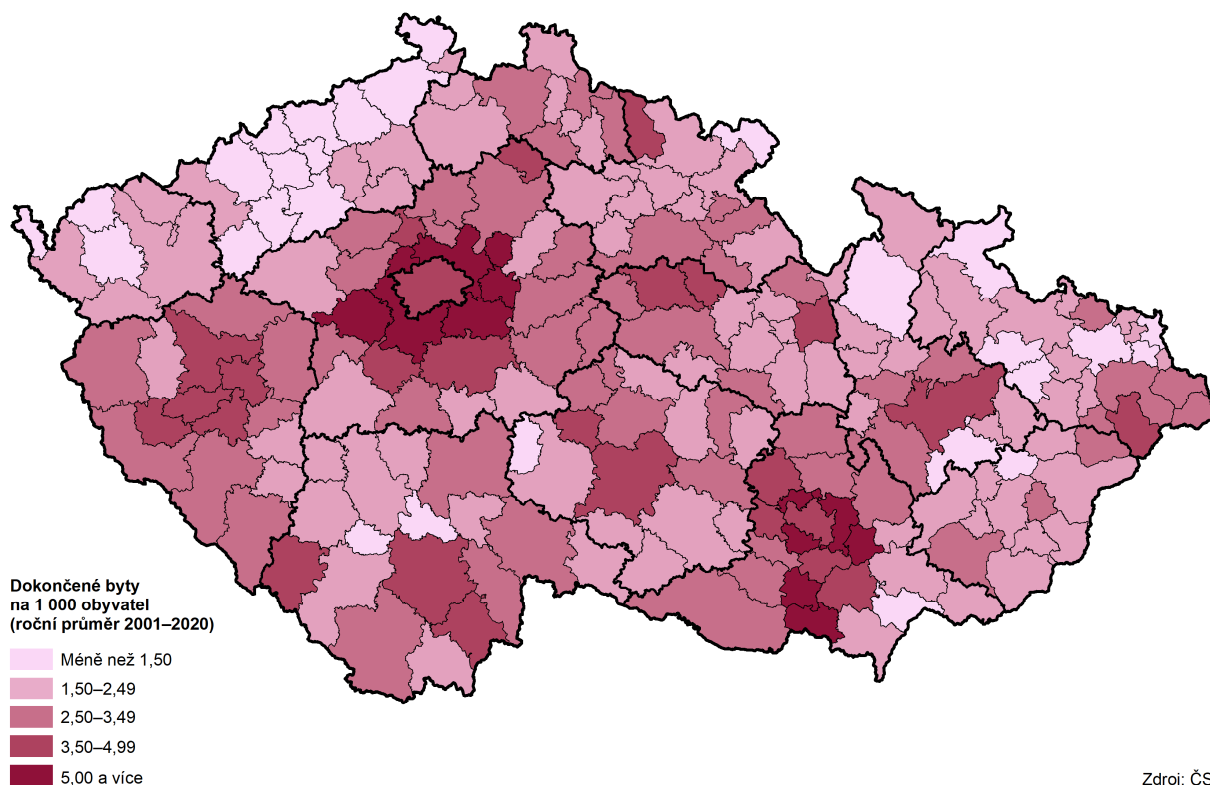 Dokončené byty
na 1 000 obyvatel
(roční průměr 2001–2020)
Méně než 1,50
1,50–2,49
2,50–3,49
3,50–4,99
5,00 a více
Zdroj: ČS